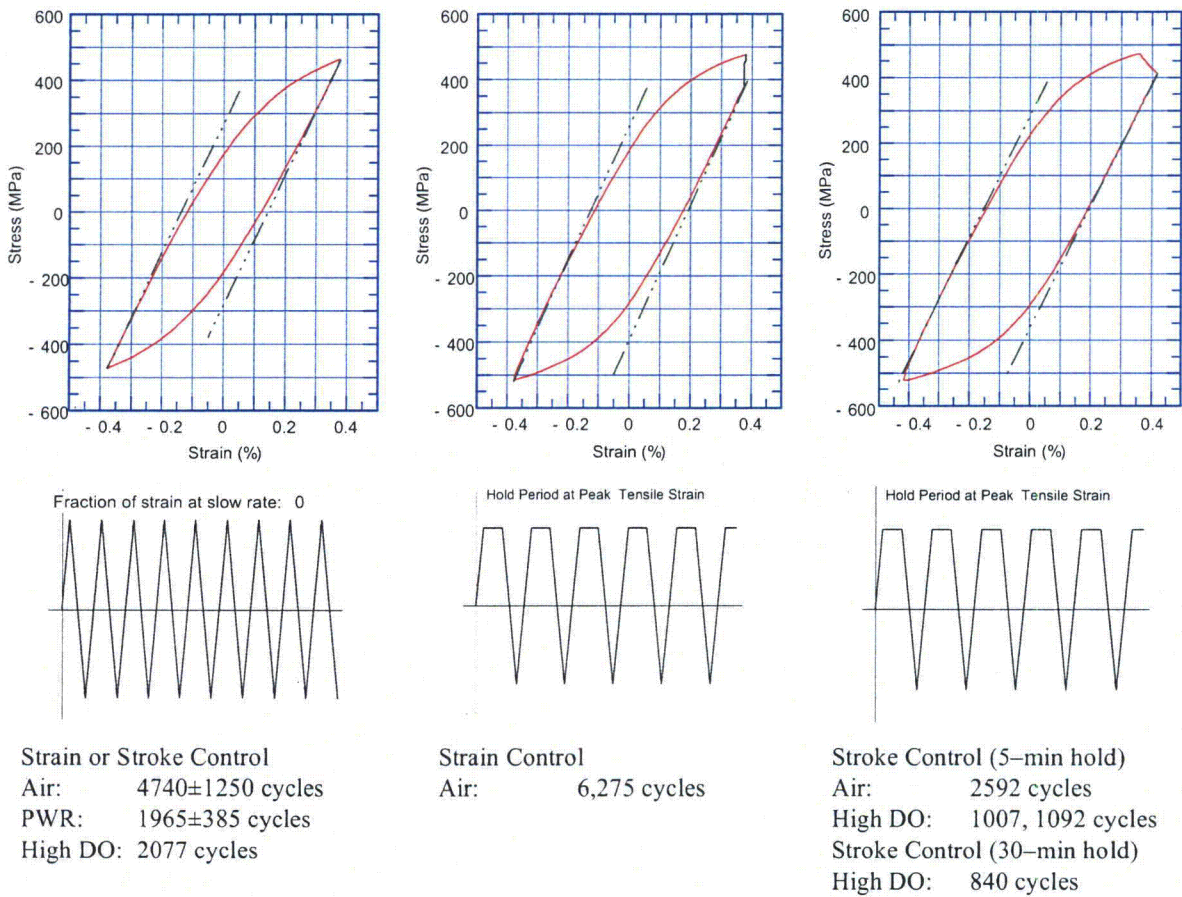 600
400
200
0
- 200
- 400
- 600
Stress (MPa)
- 0.4 - 0.2 0 0.2 0.4
Strain (%)
600
400
200
0
- 200
- 400
- 600
Stress (MPa)
- 0.4 - 0.2 0 0.2 0.4
Strain (%)
600
400
200
0
- 200
- 400
- 600
Stress (MPa)
- 0.4 - 0.2 0 0.2 0.4
Strain (%)
Fraction of strain at slow rate: 0
Hold Period at Peak Tensile Strain
Hold Period at Peak Tensile Strain
Strain or Stroke Control
Air: 4740±1250 cycles
PWR: 1965±385 cycles
High DO: 2077 cycles
Strain Control
Air: 6,275 cycles
Stroke Control (5–min hold)
Air: 2592 cycles
High DO: 1007, 1092 cycles
Stroke Control (30–min hold)
High DO: 840 cycles